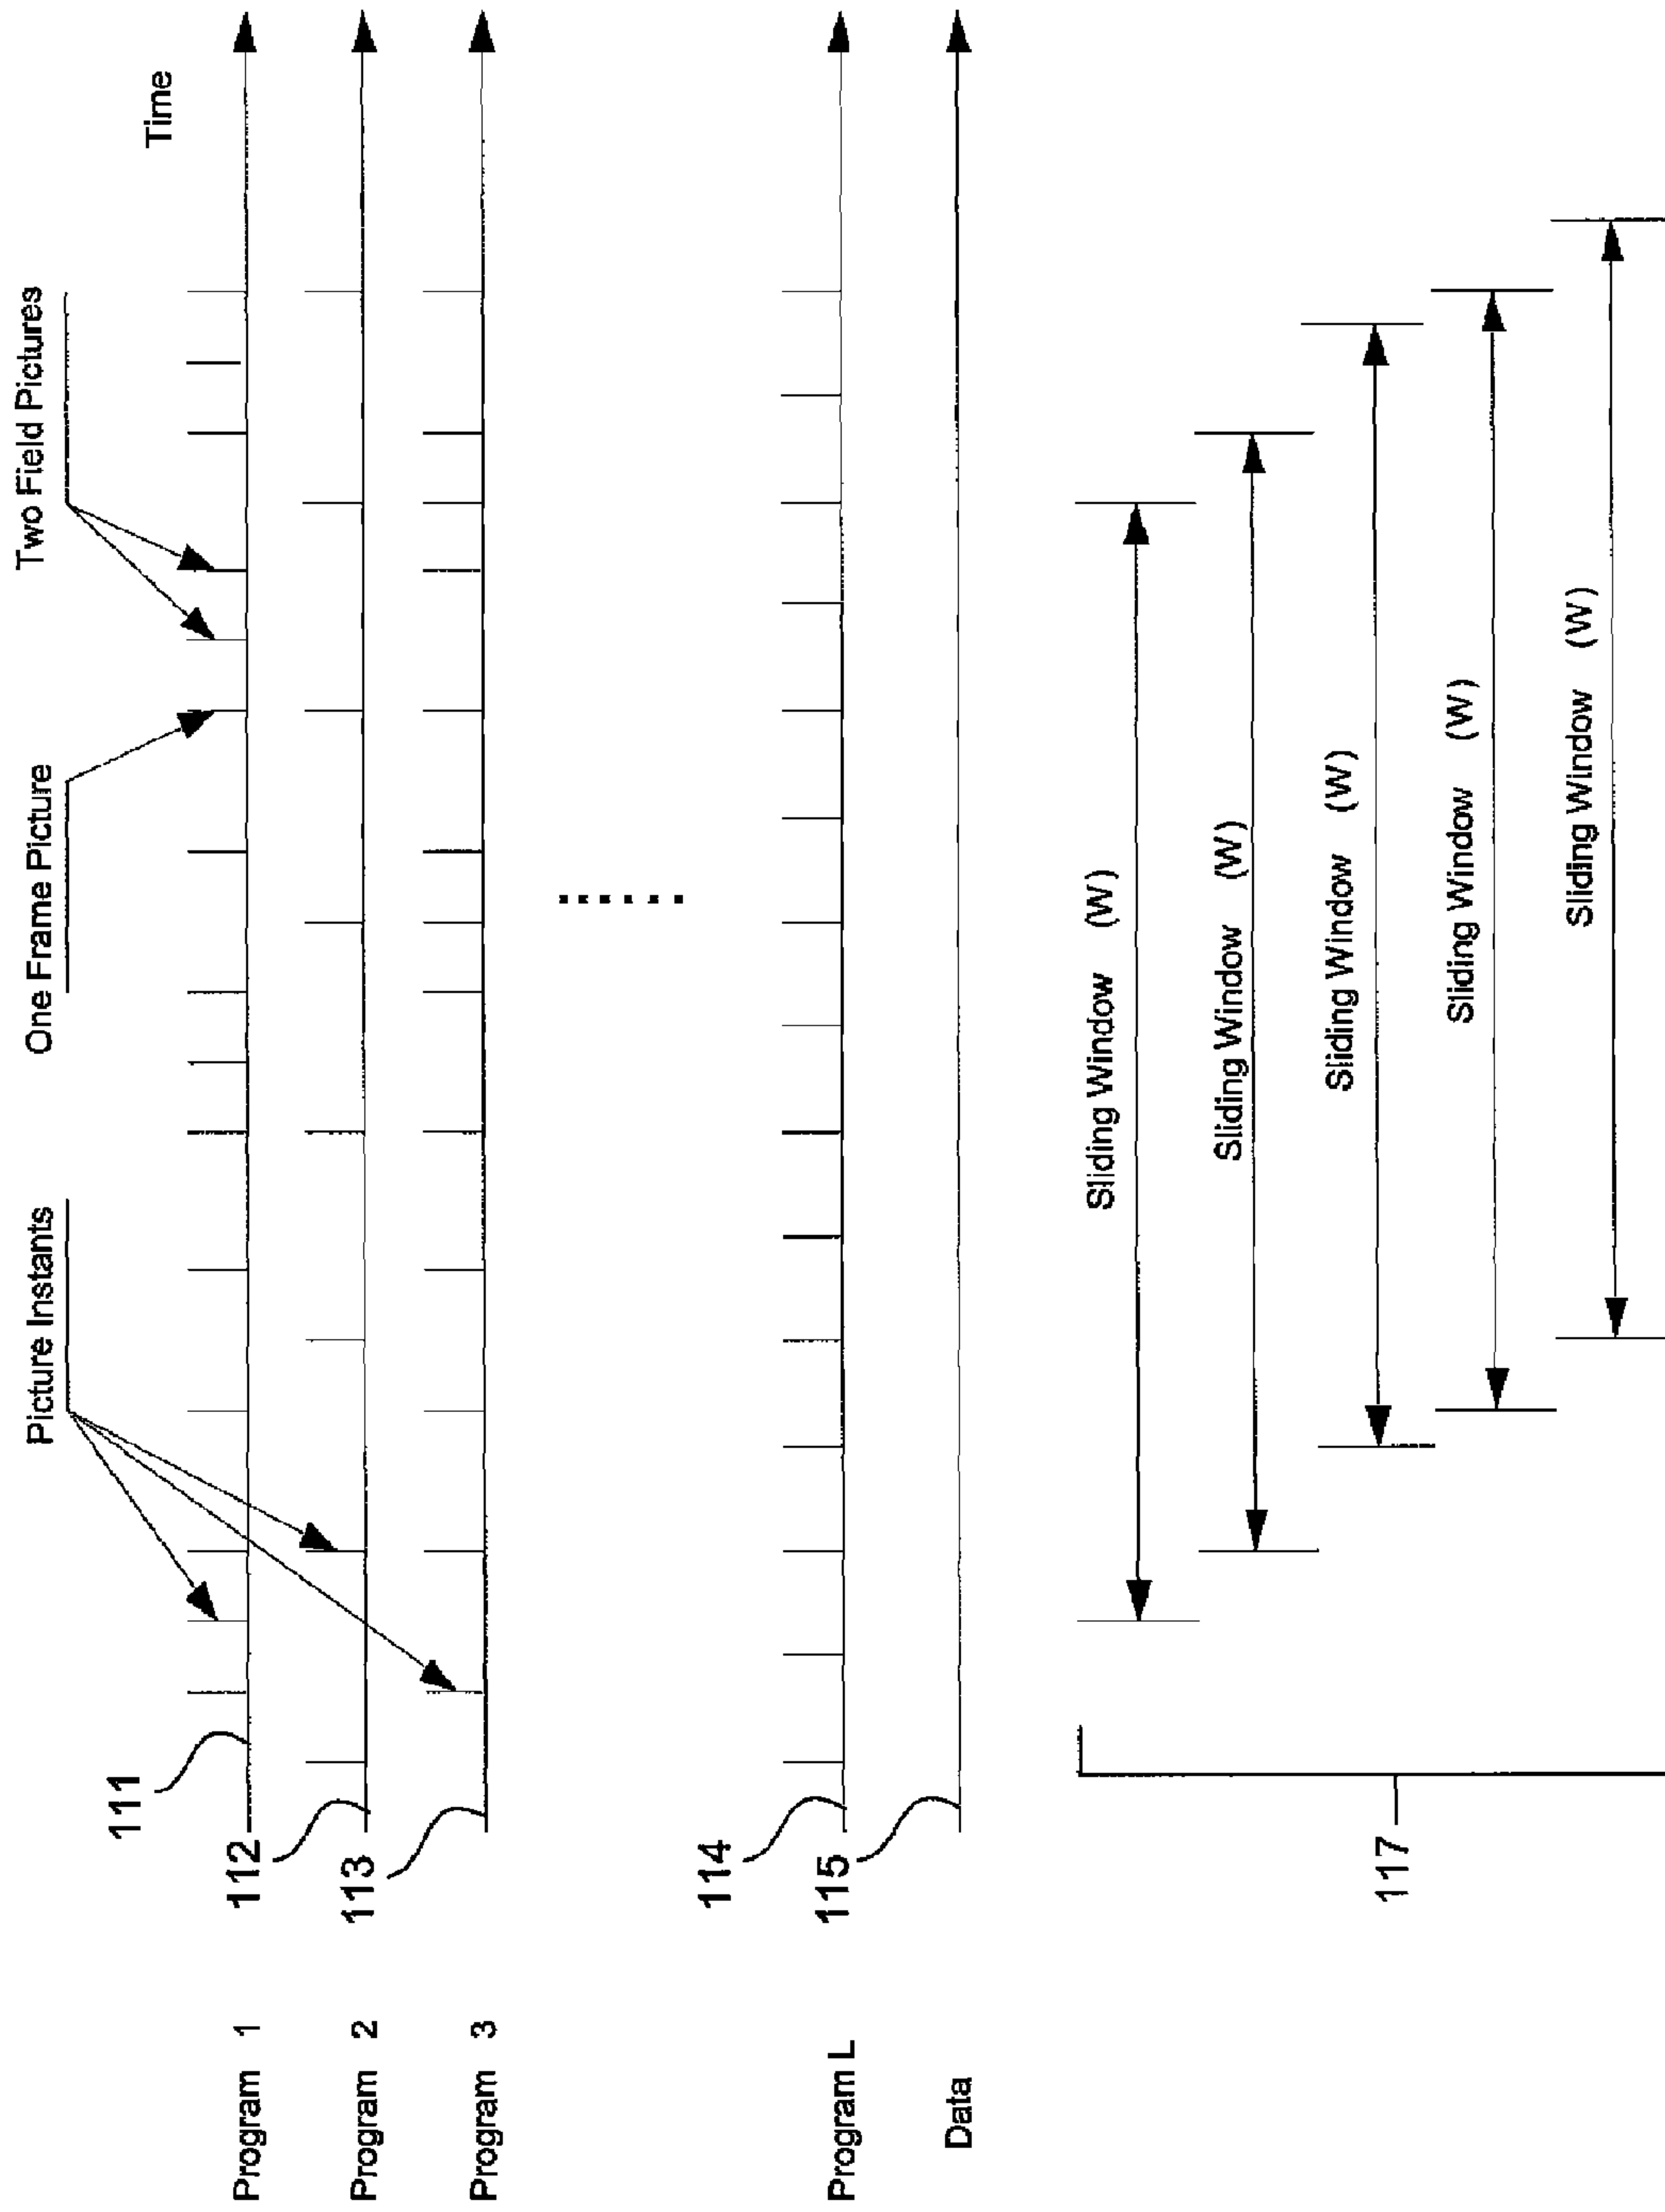 Picture Instants
One Frame Picture
Two Field Pictures
Time
111
Program 1
112
Program 2
113
Program 3
114
Program L
115
Data
Sliding Window (W)
Sliding Window (W)
Sliding Window (W)
Sliding Window (W)
Sliding Window (W)
117